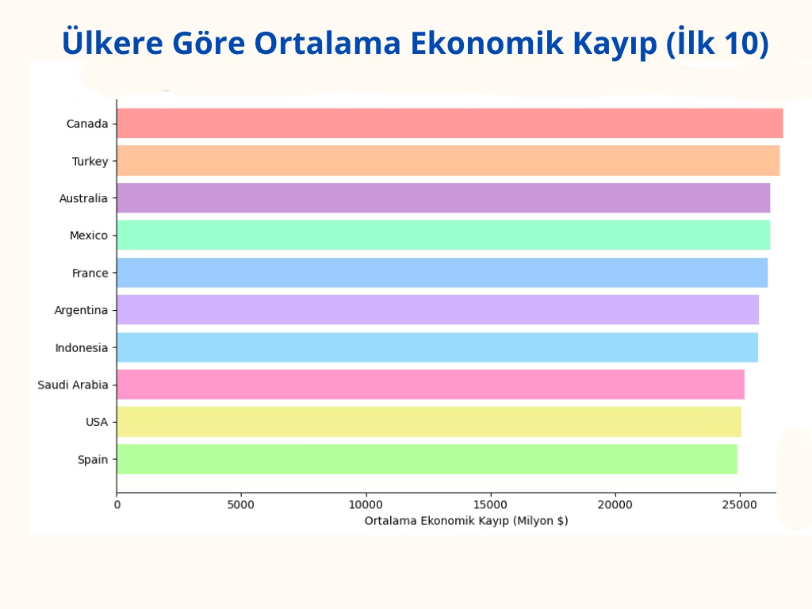 Ülkere Göre Ortalama Ekonomik Kayıp (İlk 10)
Canada
Turkey
Australia
Mexico
France
Argentina
Indonesia
Saudi Arabia
USA
Spain
0 5000 10000 15000 20000 25000
Ortalama Ekonomik Kayıp (Milyon $)